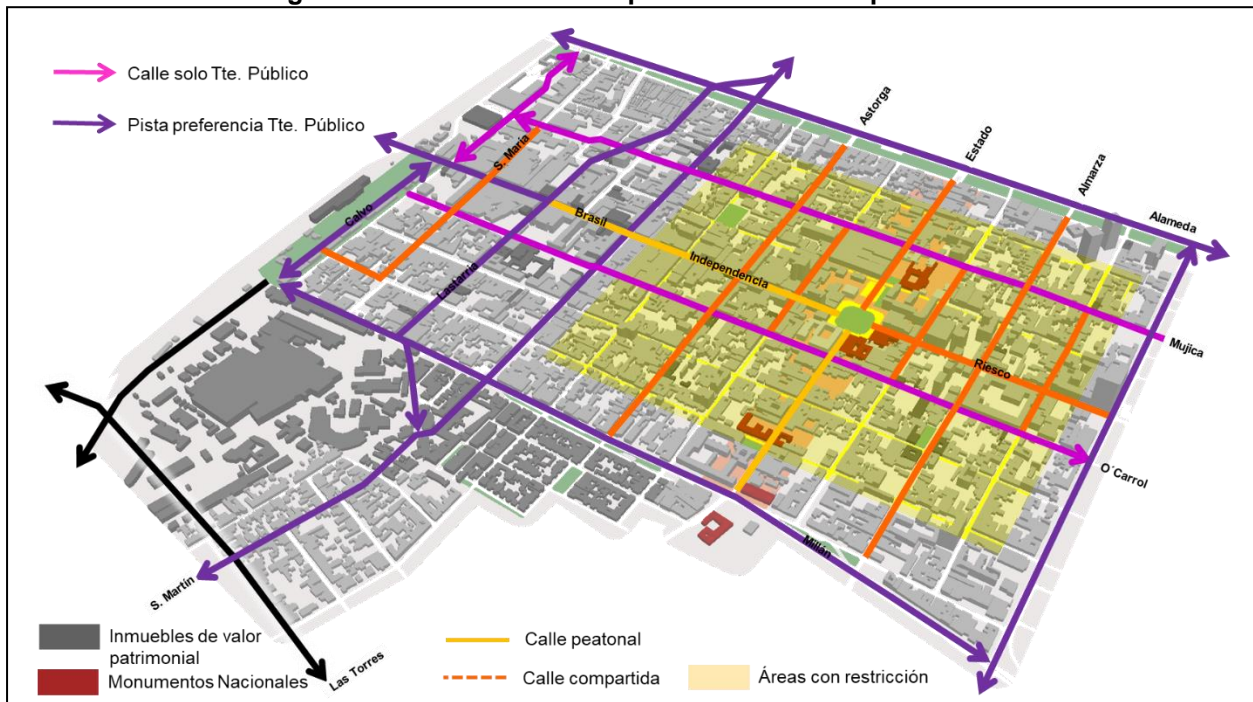 Calle solo Tte. Público
Pista preferencia Tte. Público
Astorga
Estado
Almarza
Alameda
S. María
Calvo
Brasil
Lastarria
Independencia
Riesco
Mujica
O´Carrol
Millán
S. Martín
Las Torres
Inmuebles de valor
patrimonial
Monumentos Nacionales
Calle peatonal
Calle compartida
Áreas con restricción